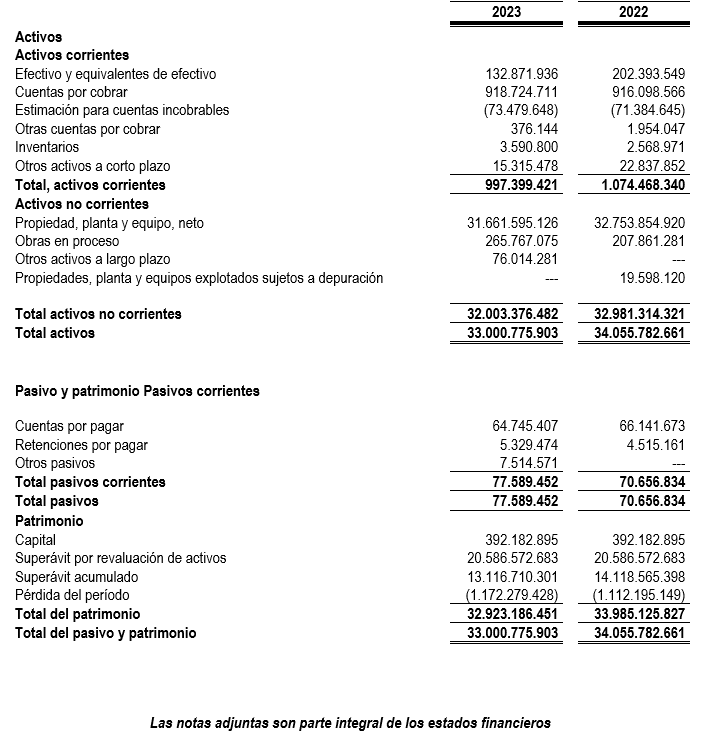 2023 2022
Activos
Activos corrientes
Efectivo y equivalentes de efectivo 132.871.936 202.393.549
Cuentas por cobrar 918.724.711 916.098.566
Estimación para cuentas incobrables (73.479.648) (71.384.645)
Otras cuentas por cobrar 376.144 1.954.047
Inventarios 3.590.800 2.568.971
Otros activos a corto plazo 15.315.478 22.837.852
Total, activos corrientes 997.399.421 1.074.468.340
Activos no corrientes
Propiedad, planta y equipo, neto 31.661.595.126 32.753.854.920
Obras en proceso 265.767.075 207.861.281
Otros activos a largo plazo 76.014.281 ---
Propiedades, planta y equipos explotados sujetos a depuración --- 19.598.120
Total activos no corrientes 32.003.376.482 32.981.314.321
Total activos 33.000.775.903 34.055.782.661
Pasivo y patrimonio Pasivos corrientes
Cuentas por pagar 64.745.407 66.141.673
Retenciones por pagar 5.329.474 4.515.161
Otros pasivos 7.514.571 ---
Total pasivos corrientes 77.589.452 70.656.834
Total pasivos 77.589.452 70.656.834
Patrimonio
Capital 392.182.895 392.182.895
Superávit por revaluación de activos 20.586.572.683 20.586.572.683
Superávit acumulado 13.116.710.301 14.118.565.398
Pérdida del período (1.172.279.428) (1.112.195.149)
Total del patrimonio 32.923.186.451 33.985.125.827
Total del pasivo y patrimonio 33.000.775.903 34.055.782.661
Las notas adjuntas son parte integral de los estados financieros